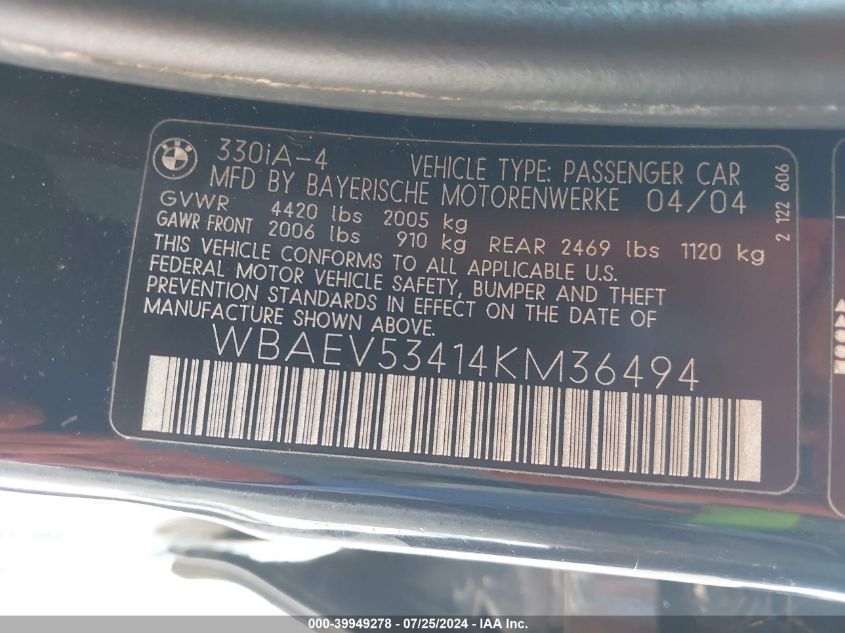 330iA-4 VEHICLE TYPE: PASSENGER CAR
MFD BY BAYERISCHE MOTORENWERKE 04/04
GVWR 4420 lbs 2005 kg
GAWR FRONT 2006 lbs 910 kg REAR 2469 lbs 1120 kg
THIS VEHICLE CONFORMS TO ALL APPLICABLE U.S.
FEDERAL MOTOR VEHICLE SAFETY, BUMPER AND THEFT
PREVENTION STANDARDS IN EFFECT ON THE DATE OF
MANUFACTURE SHOWN ABOVE.
WBAEV53414KM36494
2 122 606
000-39949278 - 07/25/2024 - IAA Inc.